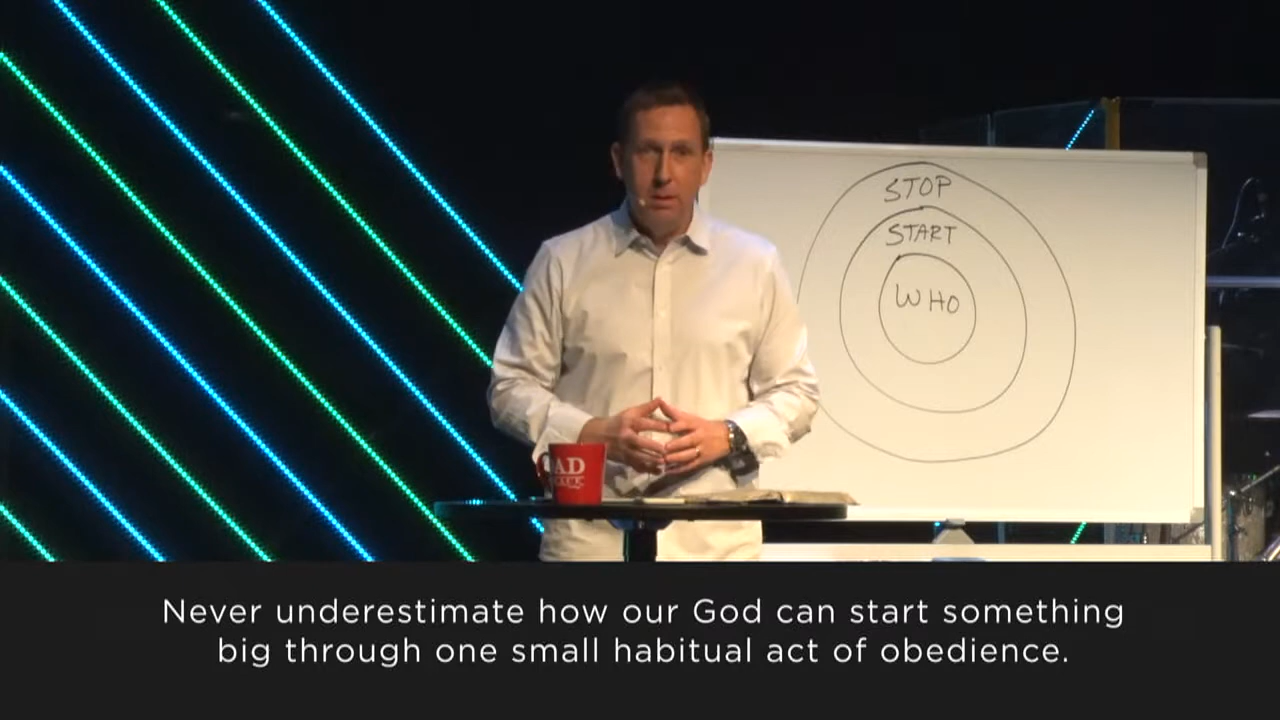 STOP
START
WHO
AD
Never underestimate how our God can start something
big through one small habitual act of obedience.